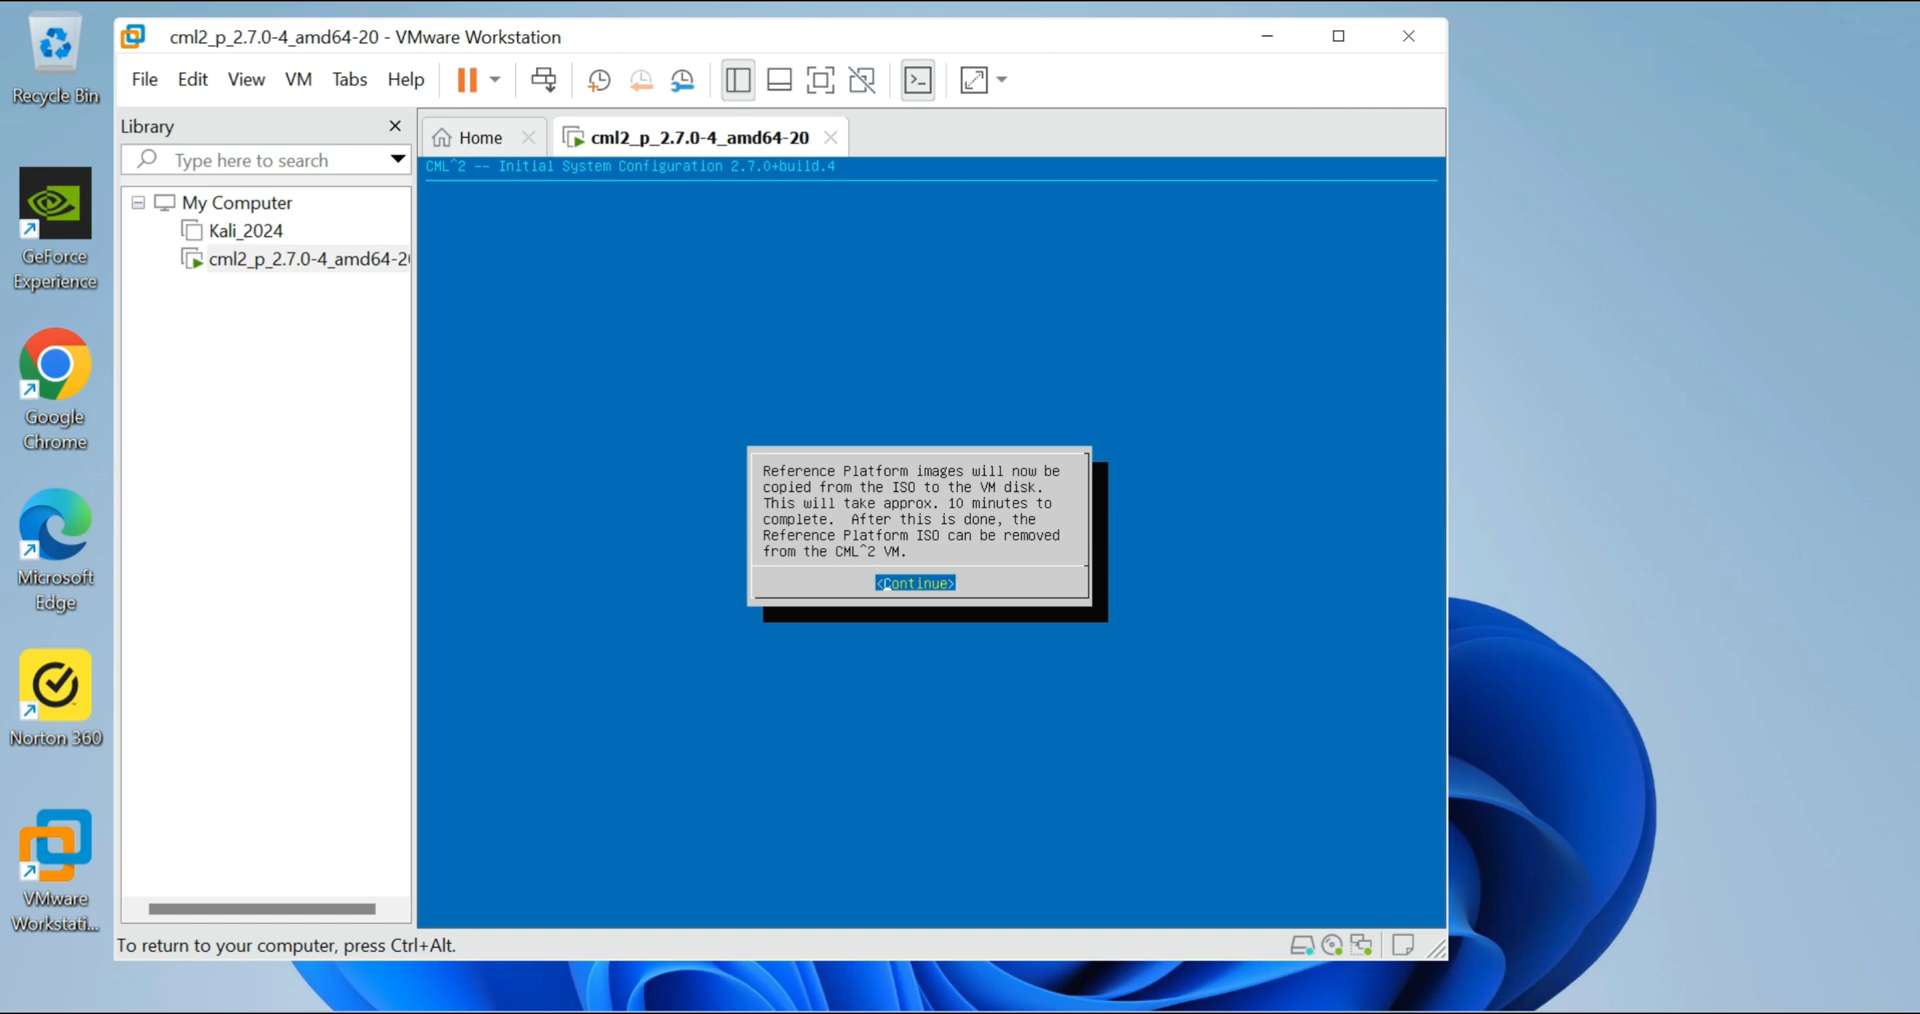 Recycle Bin
GeForce
Experience
Google
Chrome
Microsoft
Edge
Norton 360
VMware
Workstati...
cml2_p_2.7.0-4_amd64-20 - VMware Workstation
File Edit View VM Tabs Help
Library
Type here to search
My Computer
Kali_2024
cml2_p_2.7.0-4_amd64-20
Home
cml2_p_2.7.0-4_amd64-20
CML^2 -- Initial System Configuration 2.7.0+build.4
Reference Platform images will now be
copied from the ISO to the VM disk.
This will take approx. 10 minutes to
complete. After this is done, the
Reference Platform ISO can be removed
from the CML^2 VM.
<Continue>
To return to your computer, press Ctrl+Alt.